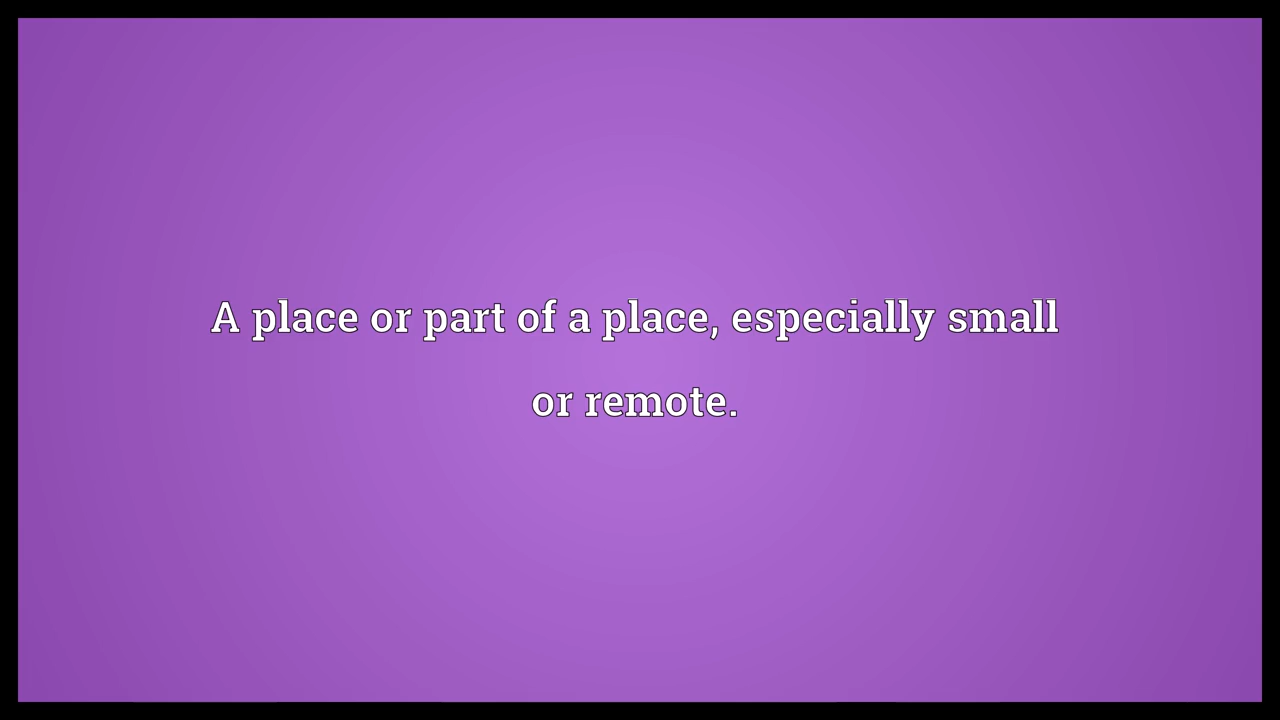 A place or part of a place, especially small
or remote.